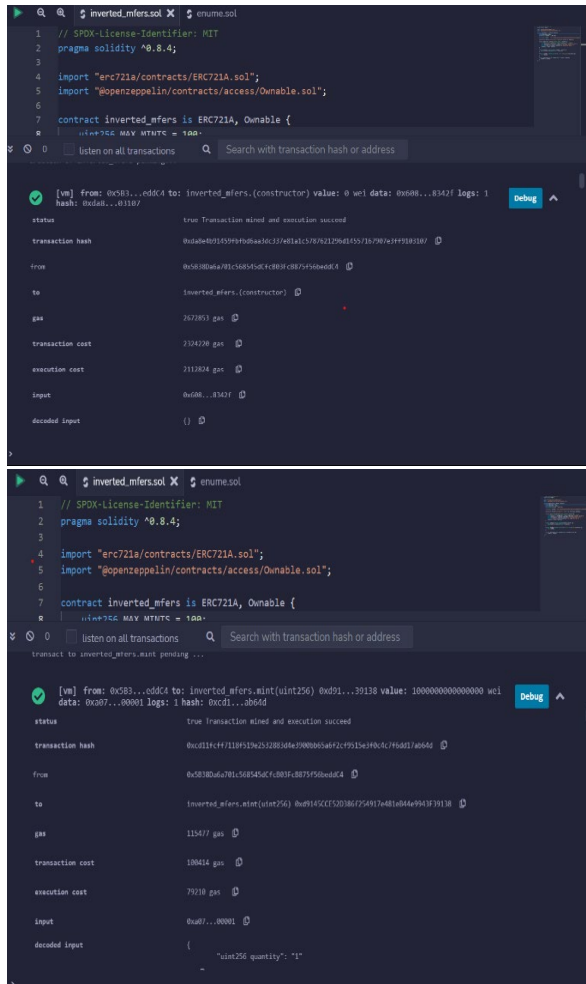 inverted_mfers.sol X enume.sol
1 // SPDX-License-Identifier: MIT
2 pragma solidity ^0.8.4;
3
4 import "erc721a/contracts/ERC721A.sol";
5 import "@openzeppelin/contracts/access/Ownable.sol";
6
7 contract inverted_mfers is ERC721A, Ownable {
8 uint256 MAX_MINTS = 100;
0 listen on all transactions Search with transaction hash or address
[vm] from: 0x5B3...eddC4 to: inverted_mfers.(constructor) value: 0 wei data: 0x608...8342f logs: 1 Debug
hash: 0xda8...03107
status true Transaction mined and execution succeed
transaction hash
from 0x5B38Da6a701c568545dCfcB03FcB875f56beddC4
to inverted_mfers.(constructor)
gas 2672853 gas
transaction cost 2324220 gas
execution cost 2112824 gas
input 0x608...8342f
decoded input {}
>
inverted_mfers.sol X enume.sol
1 // SPDX-License-Identifier: MIT
2 pragma solidity ^0.8.4;
3
4 import "erc721a/contracts/ERC721A.sol";
5 import "@openzeppelin/contracts/access/Ownable.sol";
6
7 contract inverted_mfers is ERC721A, Ownable {
8 uint256 MAX_MINTS = 100;
0 listen on all transactions Search with transaction hash or address
transact to inverted_mfers.mint pending ...
[vm] from: 0x5B3...eddC4 to: inverted_mfers.mint(uint256) 0xd91...39138 value: 1000000000000000 wei Debug
data: 0xa07...00001 logs: 1 hash: 0xcd1...ab64d
status true Transaction mined and execution succeed
transaction hash
from 0x5B38Da6a701c568545dCfcB03FcB875f56beddC4
to inverted_mfers.mint(uint256) 0xd9145CCE52D386f254917e481eB44e9943F39138
gas 115477 gas
transaction cost 100414 gas
execution cost 79210 gas
input 0xa07...00001
decoded input {
"uint256 quantity": "1"